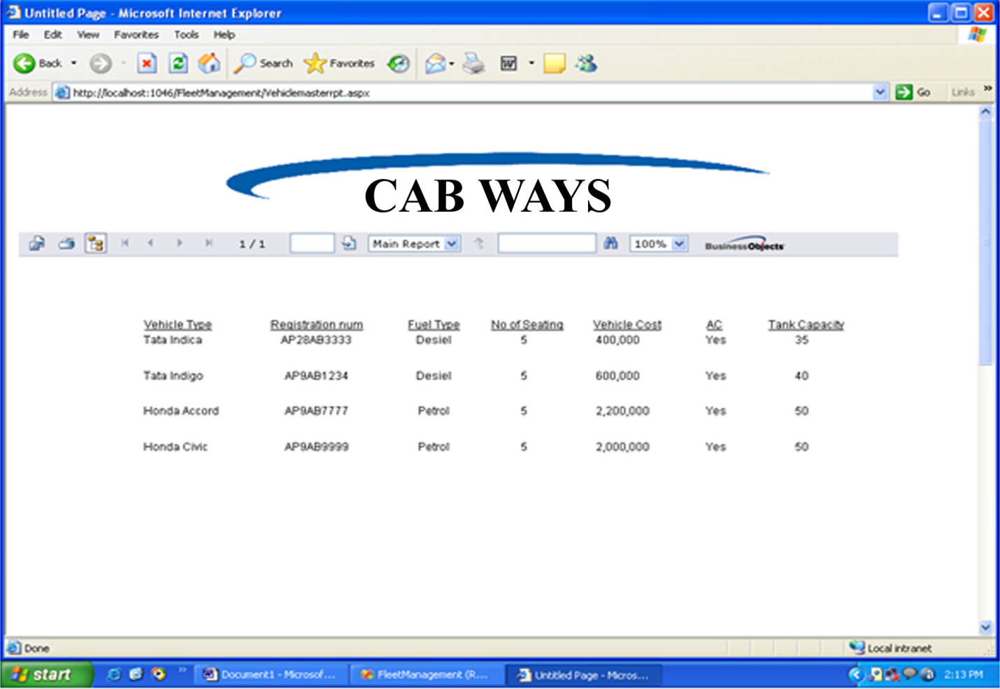 Untitled Page - Microsoft Internet Explorer
File Edit View Favorites Tools Help
Back Search Favorites
Address http://localhost:1046/FleetManagement/Vehiclemasterrpt.aspx Go Links »
CAB WAYS
1 / 1 Main Report 100% BusinessObjects
Vehicle Type Registration num Fuel Type No of Seating Vehicle Cost AC Tank Capacity
Tata Indica AP28AB3333 Desiel 5 400,000 Yes 35
Tata Indigo AP9AB1234 Desiel 5 600,000 Yes 40
Honda Accord AP9AB7777 Petrol 5 2,200,000 Yes 50
Honda Civic AP9AB9999 Petrol 5 2,000,000 Yes 50
Done Local intranet
start » Document1 - Microsof... FleetManagement (R... Untitled Page - Micros... 2:13 PM